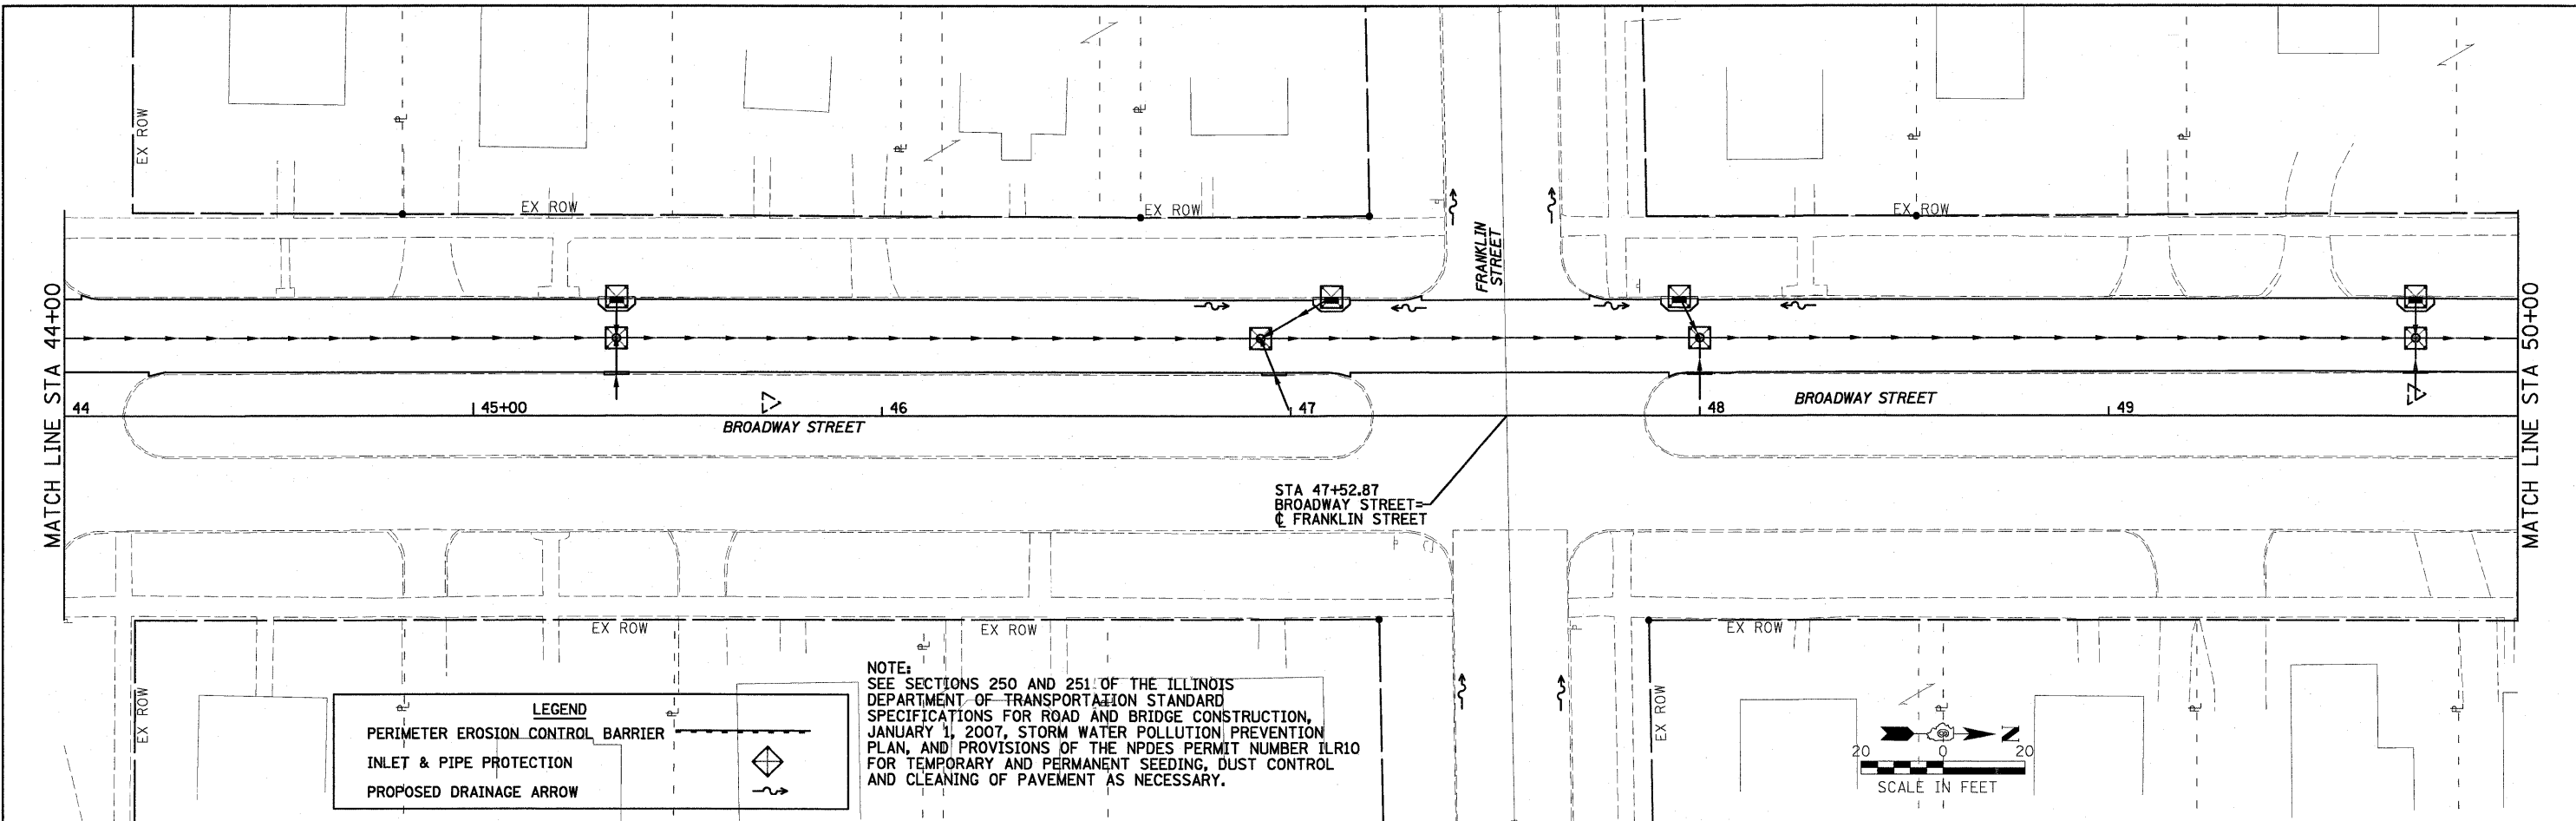 EX ROW
EX ROW
EX ROW
EX ROW
FRANKLIN
STREET
MATCH LINE STA 44+00
MATCH LINE STA 50+00
44
45+00
46
47
48
49
BROADWAY STREET
BROADWAY STREET
STA 47+52.87
BROADWAY STREET=
℄ FRANKLIN STREET
EX ROW
EX ROW
EX ROW
EX ROW
EX ROW
LEGEND
PERIMETER EROSION CONTROL BARRIER
INLET & PIPE PROTECTION
PROPOSED DRAINAGE ARROW
NOTE:
SEE SECTIONS 250 AND 251 OF THE ILLINOIS
DEPARTMENT OF TRANSPORTATION STANDARD
SPECIFICATIONS FOR ROAD AND BRIDGE CONSTRUCTION,
JANUARY 1, 2007, STORM WATER POLLUTION PREVENTION
PLAN, AND PROVISIONS OF THE NPDES PERMIT NUMBER ILR10
FOR TEMPORARY AND PERMANENT SEEDING, DUST CONTROL
AND CLEANING OF PAVEMENT AS NECESSARY.
Z
20 0 20
SCALE IN FEET